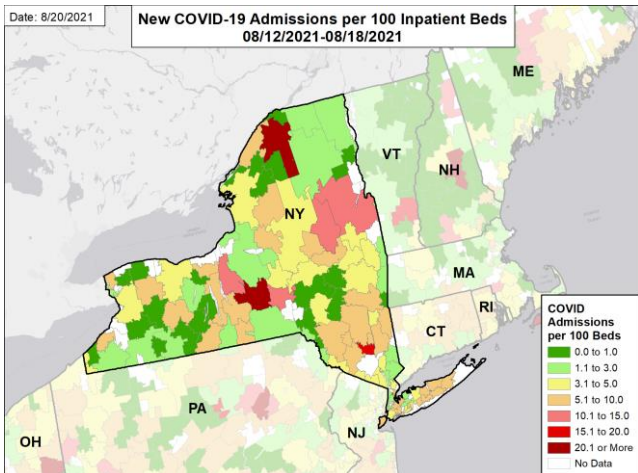 Date: 8/20/2021
New COVID-19 Admissions per 100 Inpatient Beds
08/12/2021-08/18/2021
ME
VT
NH
NY
MA
CT
RI
PA
NJ
OH
COVID
Admissions
per 100 Beds
0.0 to 1.0
1.1 to 3.0
3.1 to 5.0
5.1 to 10.0
10.1 to 15.0
15.1 to 20.0
20.1 or More
No Data